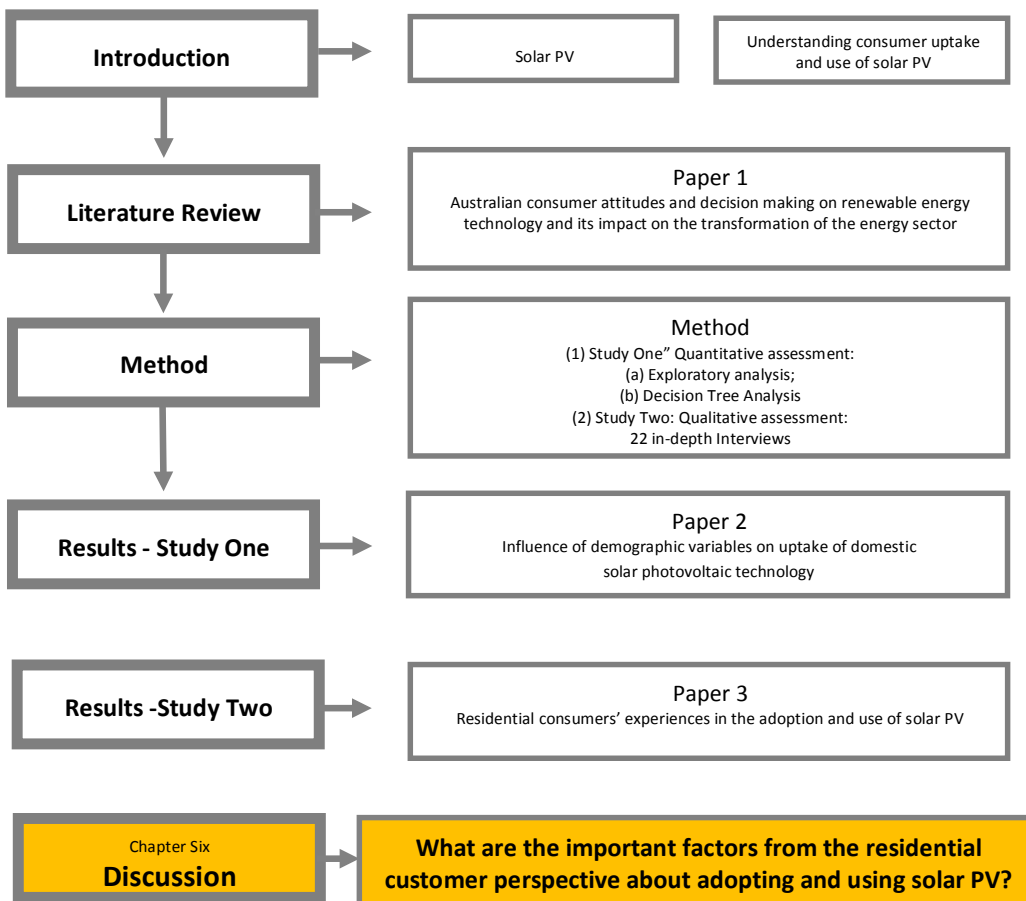 Introduction
Solar PV
Understanding consumer uptake
and use of solar PV
Literature Review
Paper 1
Australian consumer attitudes and decision making on renewable energy
technology and its impact on the transformation of the energy sector
Method
Method
(1) Study One” Quantitative assessment:
(a) Exploratory analysis;
(b) Decision Tree Analysis
(2) Study Two: Qualitative assessment:
22 in-depth Interviews
Results - Study One
Paper 2
Influence of demographic variables on uptake of domestic
solar photovoltaic technology
Results -Study Two
Paper 3
Residential consumers’ experiences in the adoption and use of solar PV
Chapter Six
Discussion
What are the important factors from the residential
customer perspective about adopting and using solar PV?